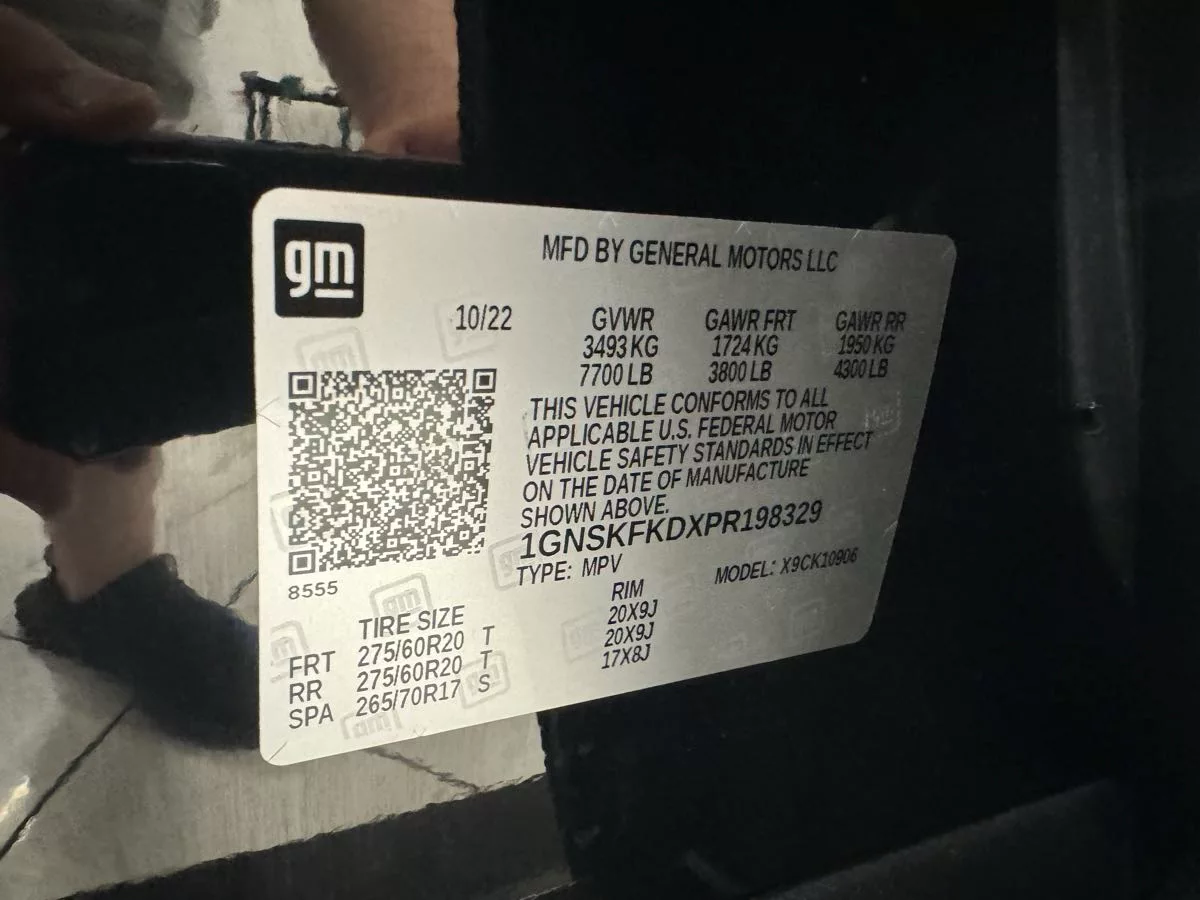 gm
MFD BY GENERAL MOTORS LLC
10/22 GVWR GAWR FRT GAWR RR
3493 KG 1724 KG 1950 KG
7700 LB 3800 LB 4300 LB
THIS VEHICLE CONFORMS TO ALL
APPLICABLE U.S. FEDERAL MOTOR
VEHICLE SAFETY STANDARDS IN EFFECT
ON THE DATE OF MANUFACTURE
SHOWN ABOVE.
1GNSKFKDXPR198329
TYPE: MPV MODEL: X9CK10906
8555
TIRE SIZE RIM
FRT 275/60R20 T 20X9J
RR 275/60R20 T 20X9J
SPA 265/70R17 S 17X8J